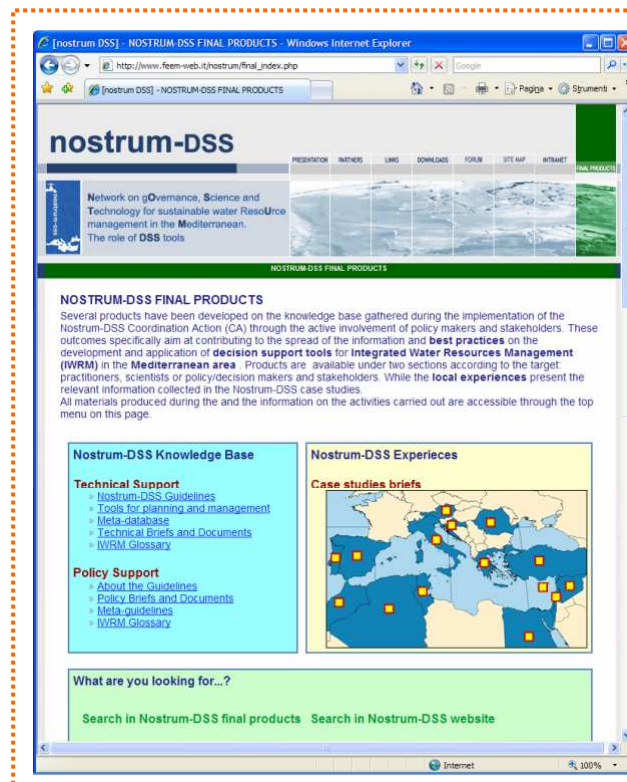 [nostrum DSS] - NOSTRUM-DSS FINAL PRODUCTS - Windows Internet Explorer
http://www.feem-web.it/nostrum/final_index.php
Google
[nostrum DSS] - NOSTRUM-DSS FINAL PRODUCTS
Pagina
Strumenti
nostrum-DSS
PRESENTATION PARTNERS LINKS DOWNLOADS FORUM SITE MAP INTRANET FINAL PRODUCTS
nostrum-dss
Network on gOvernance, Science and
Technology for sustainable water ResoUrce
management in the Mediterranean.
The role of DSS tools
NOSTRUM-DSS FINAL PRODUCTS
NOSTRUM-DSS FINAL PRODUCTS
Several products have been developed on the knowledge base gathered during the implementation of the
Nostrum-DSS Coordination Action (CA) through the active involvement of policy makers and stakeholders. These
outcomes specifically aim at contributing to the spread of the information and best practices on the
development and application of decision support tools for Integrated Water Resources Management
(IWRM) in the Mediterranean area . Products are available under two sections according to the target:
practitioners, scientists or policy/decision makers and stakeholders. While the local experiences present the
relevant information collected in the Nostrum-DSS case studies.
All materials produced during the and the information on the activities carried out are accessible through the top
menu on this page.
Nostrum-DSS Knowledge Base
Technical Support
» Nostrum-DSS Guidelines
» Tools for planning and management
» Meta-database
» Technical Briefs and Documents
» IWRM Glossary
Policy Support
» About the Guidelines
» Policy Briefs and Documents
» Meta-guidelines
» IWRM Glossary
Nostrum-DSS Experieces
Case studies briefs
What are you looking for...?
Search in Nostrum-DSS final products Search in Nostrum-DSS website
Internet
100%